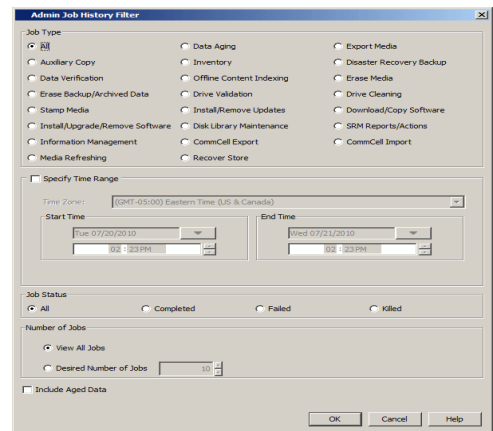 Admin Job History Filter
Job Type
All Data Aging Export Media
Auxiliary Copy Inventory Disaster Recovery Backup
Data Verification Offline Content Indexing Erase Media
Erase Backup/Archived Data Drive Validation Drive Cleaning
Stamp Media Install/Remove Updates Download/Copy Software
Install/Upgrade/Remove Software Disk Library Maintenance SRM Reports/Actions
Information Management CommCell Export CommCell Import
Media Refreshing Recover Store
Specify Time Range
Time Zone: (GMT-05:00) Eastern Time (US & Canada)
Start Time End Time
Tue 07/20/2010 Wed 07/21/2010
02 : 23 PM 02 : 23 PM
Job Status
All Completed Failed Killed
Number of Jobs
View All Jobs
Desired Number of Jobs 10
Include Aged Data
OK Cancel Help